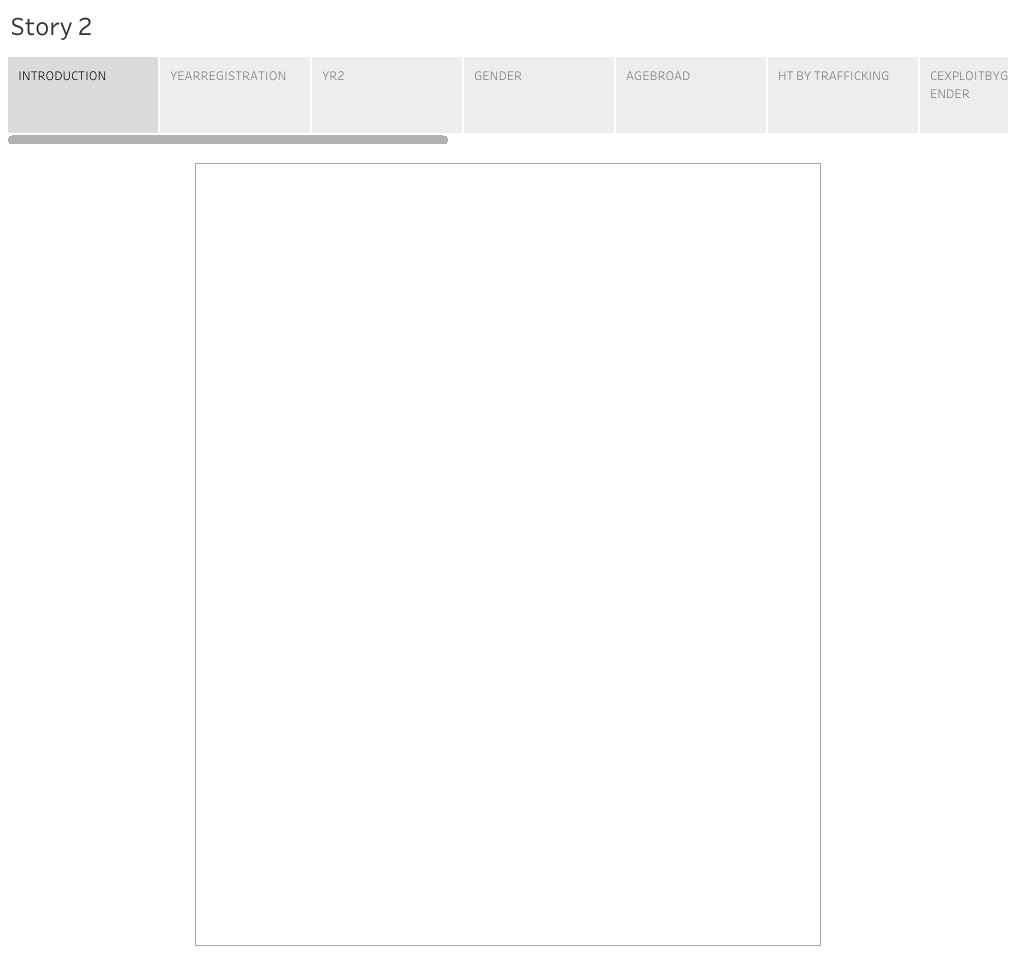 Story 2
INTRODUCTION
YEARREGISTRATION
YR2
GENDER
AGEBROAD
HT BY TRAFFICKING
CEXPLOITBYG
ENDER